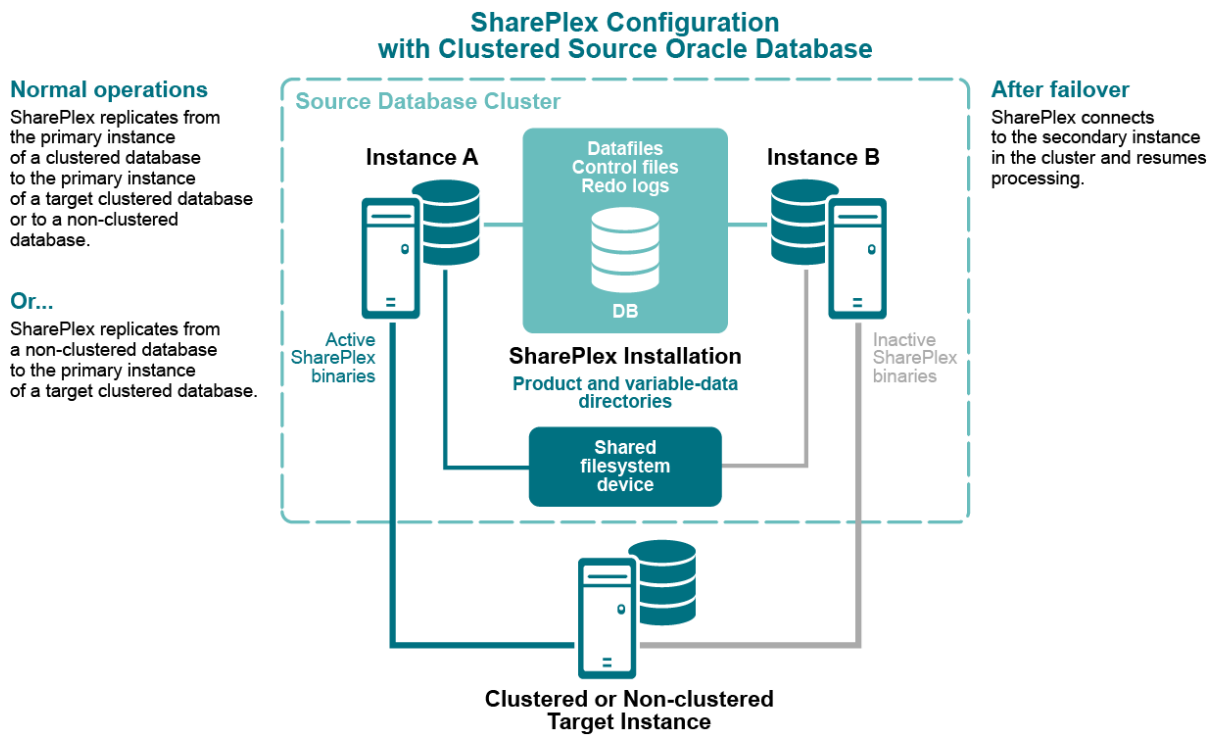 SharePlex Configuration
with Clustered Source Oracle Database
Normal operations
SharePlex replicates from
the primary instance
of a clustered database
to the primary instance
of a target clustered database
or to a non-clustered
database.
Or...
SharePlex replicates from
a non-clustered database
to the primary instance
of a target clustered database.
Source Database Cluster
Instance A
Datafiles
Control files
Redo logs
DB
Instance B
Active
SharePlex
binaries
SharePlex Installation
Product and variable-data
directories
Inactive
SharePlex
binaries
Shared
filesystem
device
Clustered or Non-clustered
Target Instance
After failover
SharePlex connects
to the secondary instance
in the cluster and resumes
processing.